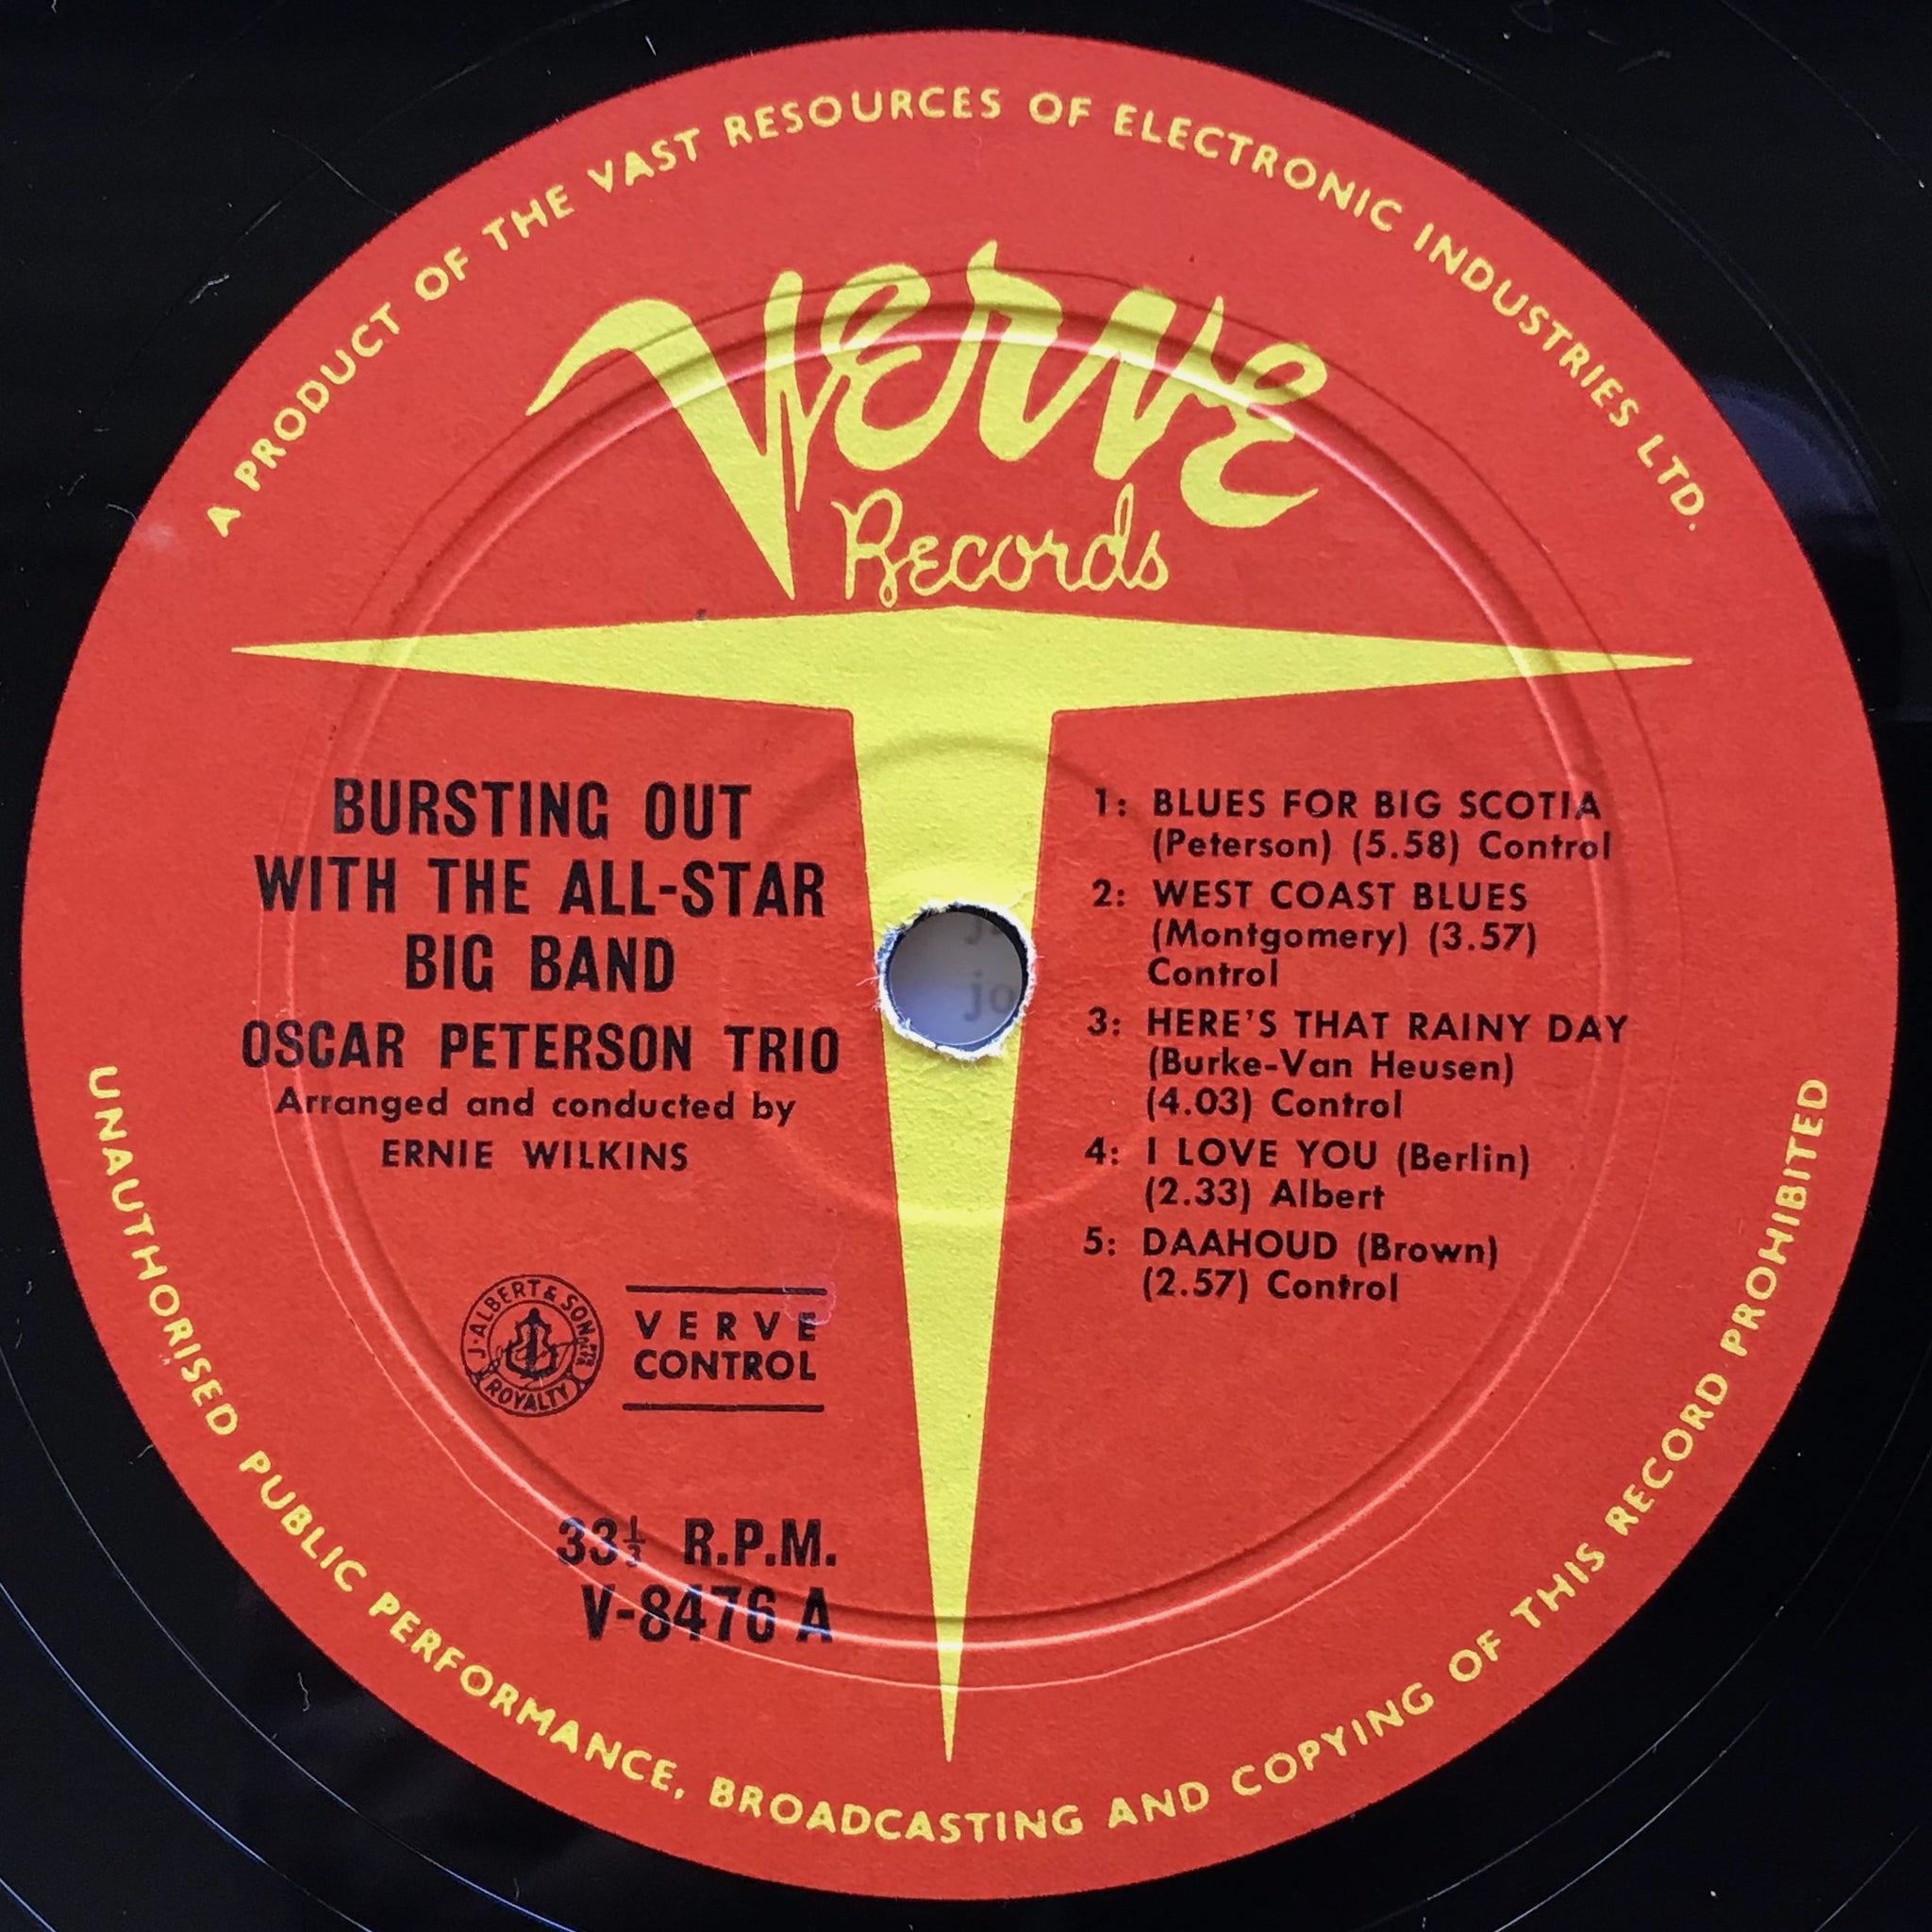 A PRODUCT OF THE VAST RESOURCES OF ELECTRONIC INDUSTRIES LTD.
Verve
Records
BURSTING OUT
WITH THE ALL-STAR
BIG BAND
OSCAR PETERSON TRIO
Arranged and conducted by
ERNIE WILKINS
J. ALBERT & SON PTY.
ROYALTY
VERVE
CONTROL
33⅓ R.P.M.
V-8476 A
1: BLUES FOR BIG SCOTIA
(Peterson) (5.58) Control
2: WEST COAST BLUES
(Montgomery) (3.57)
Control
3: HERE'S THAT RAINY DAY
(Burke-Van Heusen)
(4.03) Control
4: I LOVE YOU (Berlin)
(2.33) Albert
5: DAAHOUD (Brown)
(2.57) Control
UNAUTHORISED PUBLIC PERFORMANCE, BROADCASTING AND COPYING OF THIS RECORD PROHIBITED